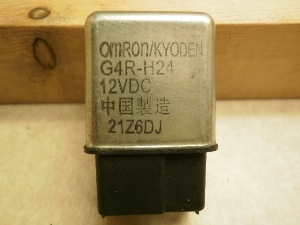 OMRON/KYODEN
G4R-H24
12VDC
中国製造
21Z6DJ